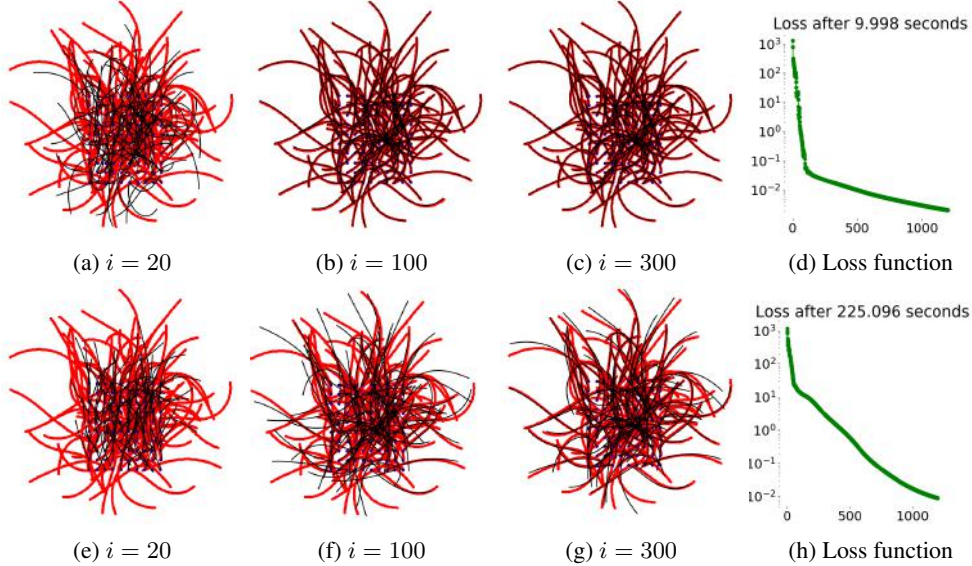 Loss after 9.998 seconds
10³
10²
10¹
10⁰
10⁻¹
10⁻²
0 500 1000
(a) i = 20 (b) i = 100 (c) i = 300 (d) Loss function
Loss after 225.096 seconds
10³
10²
10¹
10⁰
10⁻¹
10⁻²
0 500 1000
(e) i = 20 (f) i = 100 (g) i = 300 (h) Loss function